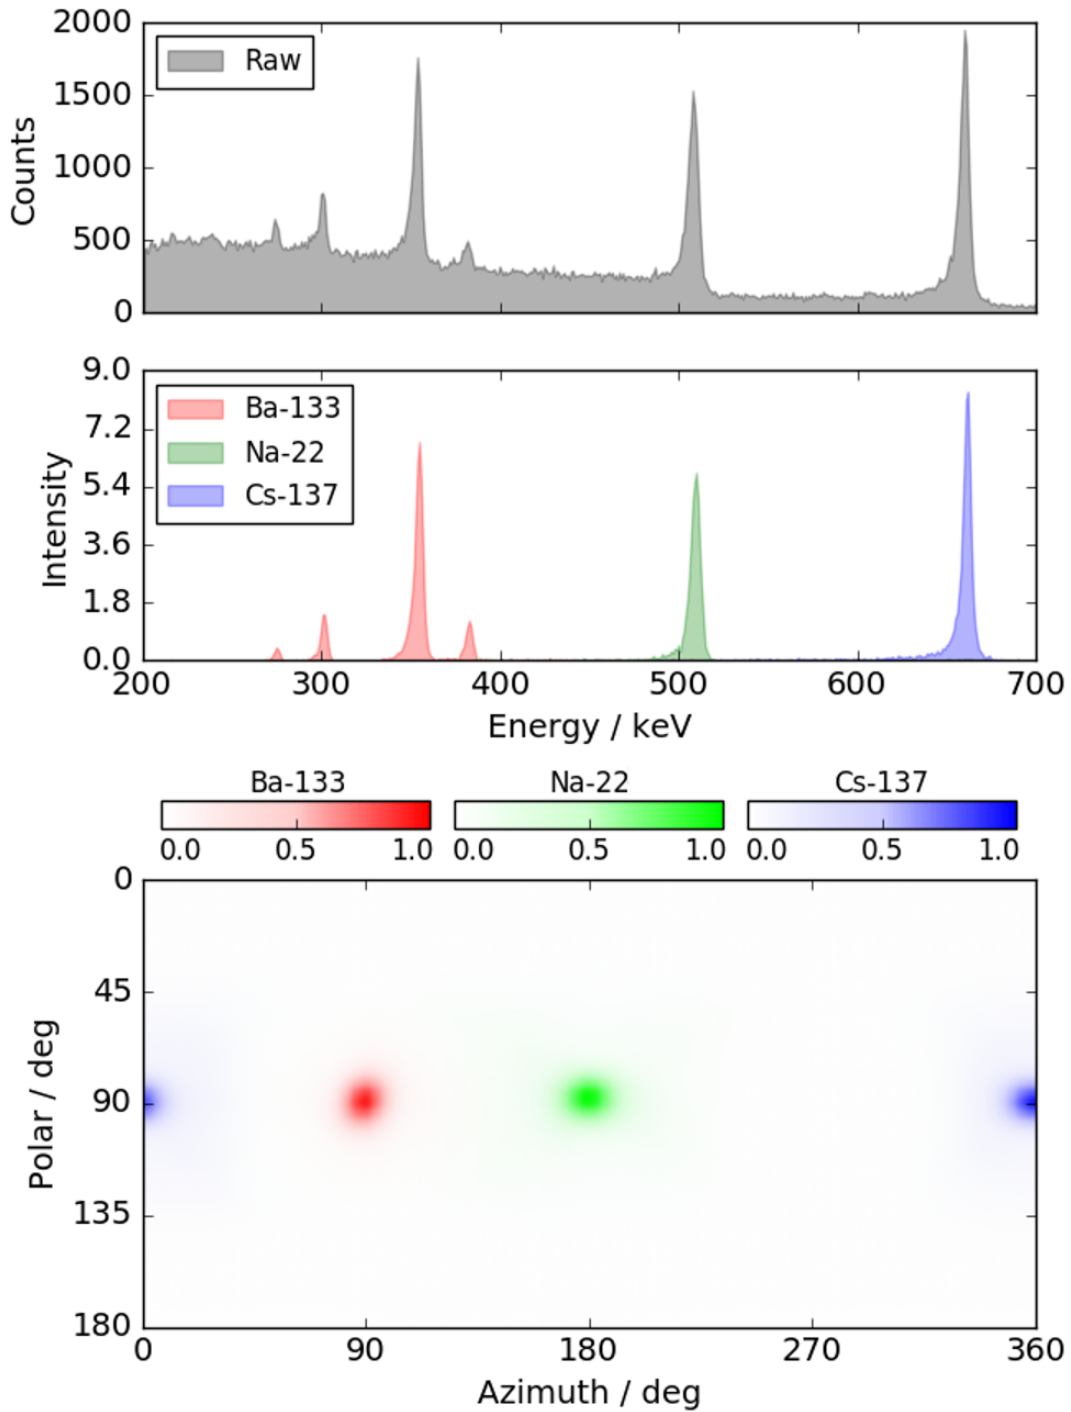 2000
1500
1000
500
0
Counts
Raw
9.0
7.2
5.4
3.6
1.8
0.0
Intensity
Ba-133
Na-22
Cs-137
200 300 400 500 600 700
Energy / keV
Ba-133 Na-22 Cs-137
0.0 0.5 1.0 0.0 0.5 1.0 0.0 0.5 1.0
0
45
90
135
180
Polar / deg
0 90 180 270 360
Azimuth / deg